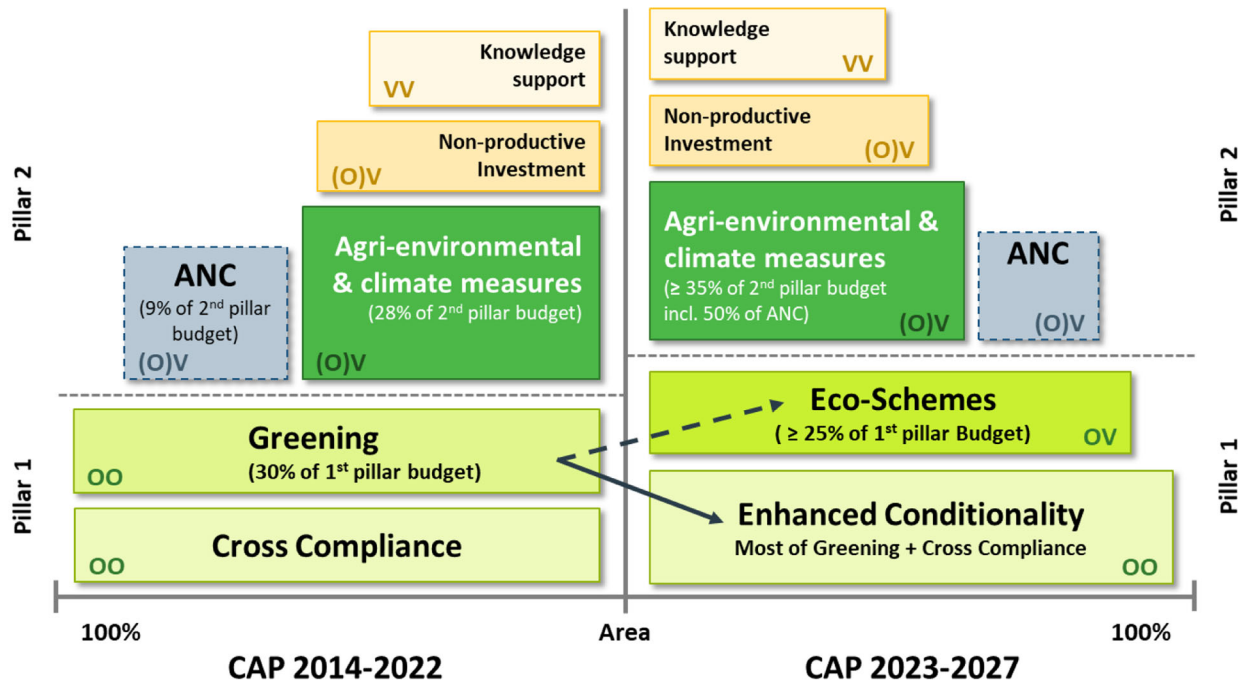 Pillar 2
Knowledge
support
VV
Non-productive
Investment
(O)V
Agri-environmental
& climate measures
(28% of 2nd pillar budget)
(O)V
ANC
(9% of 2nd pillar
budget)
(O)V
Pillar 1
Greening
(30% of 1st pillar budget)
OO
Cross Compliance
OO
Knowledge
support
VV
Non-productive
Investment
(O)V
Agri-environmental &
climate measures
(≥ 35% of 2nd pillar budget
incl. 50% of ANC)
(O)V
ANC
(O)V
Pillar 2
Eco-Schemes
( ≥ 25% of 1st pillar Budget)
OV
Enhanced Conditionality
Most of Greening + Cross Compliance
OO
Pillar 1
100%
Area
100%
CAP 2014-2022
CAP 2023-2027